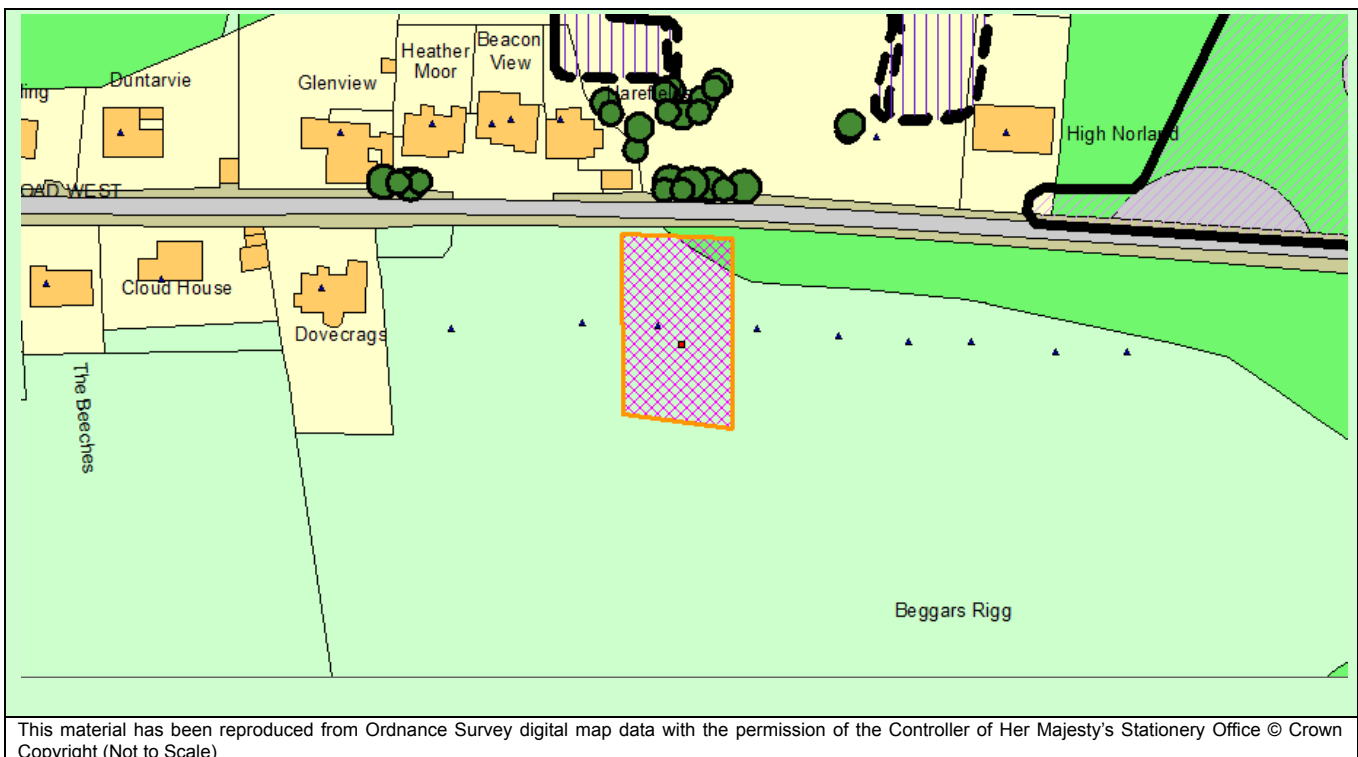 Heather
Moor
Beacon
View
Duntarvie
Glenview
Harefields
High Norland
OAD WEST
Cloud House
Dovecrags
The Beeches
Beggars Rigg
This material has been reproduced from Ordnance Survey digital map data with the permission of the Controller of Her Majesty's Stationery Office © Crown
Copyright (Not to Scale)